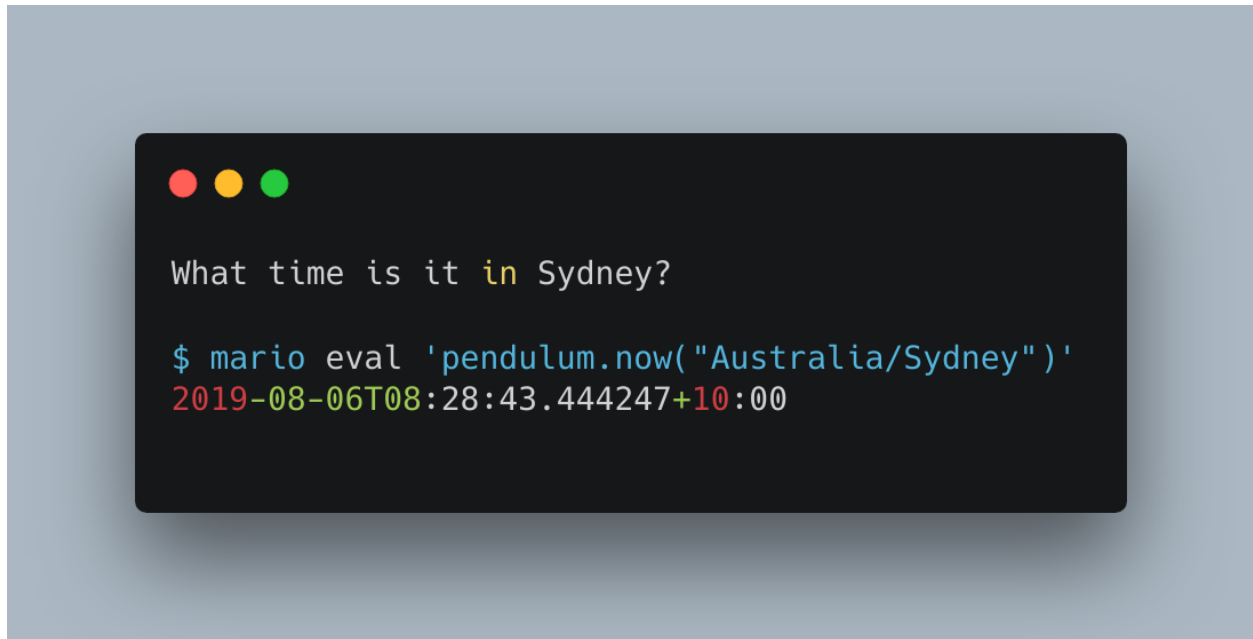 What time is it in Sydney?
$ mario eval 'pendulum.now("Australia/Sydney")'
2019-08-06T08:28:43.444247+10:00